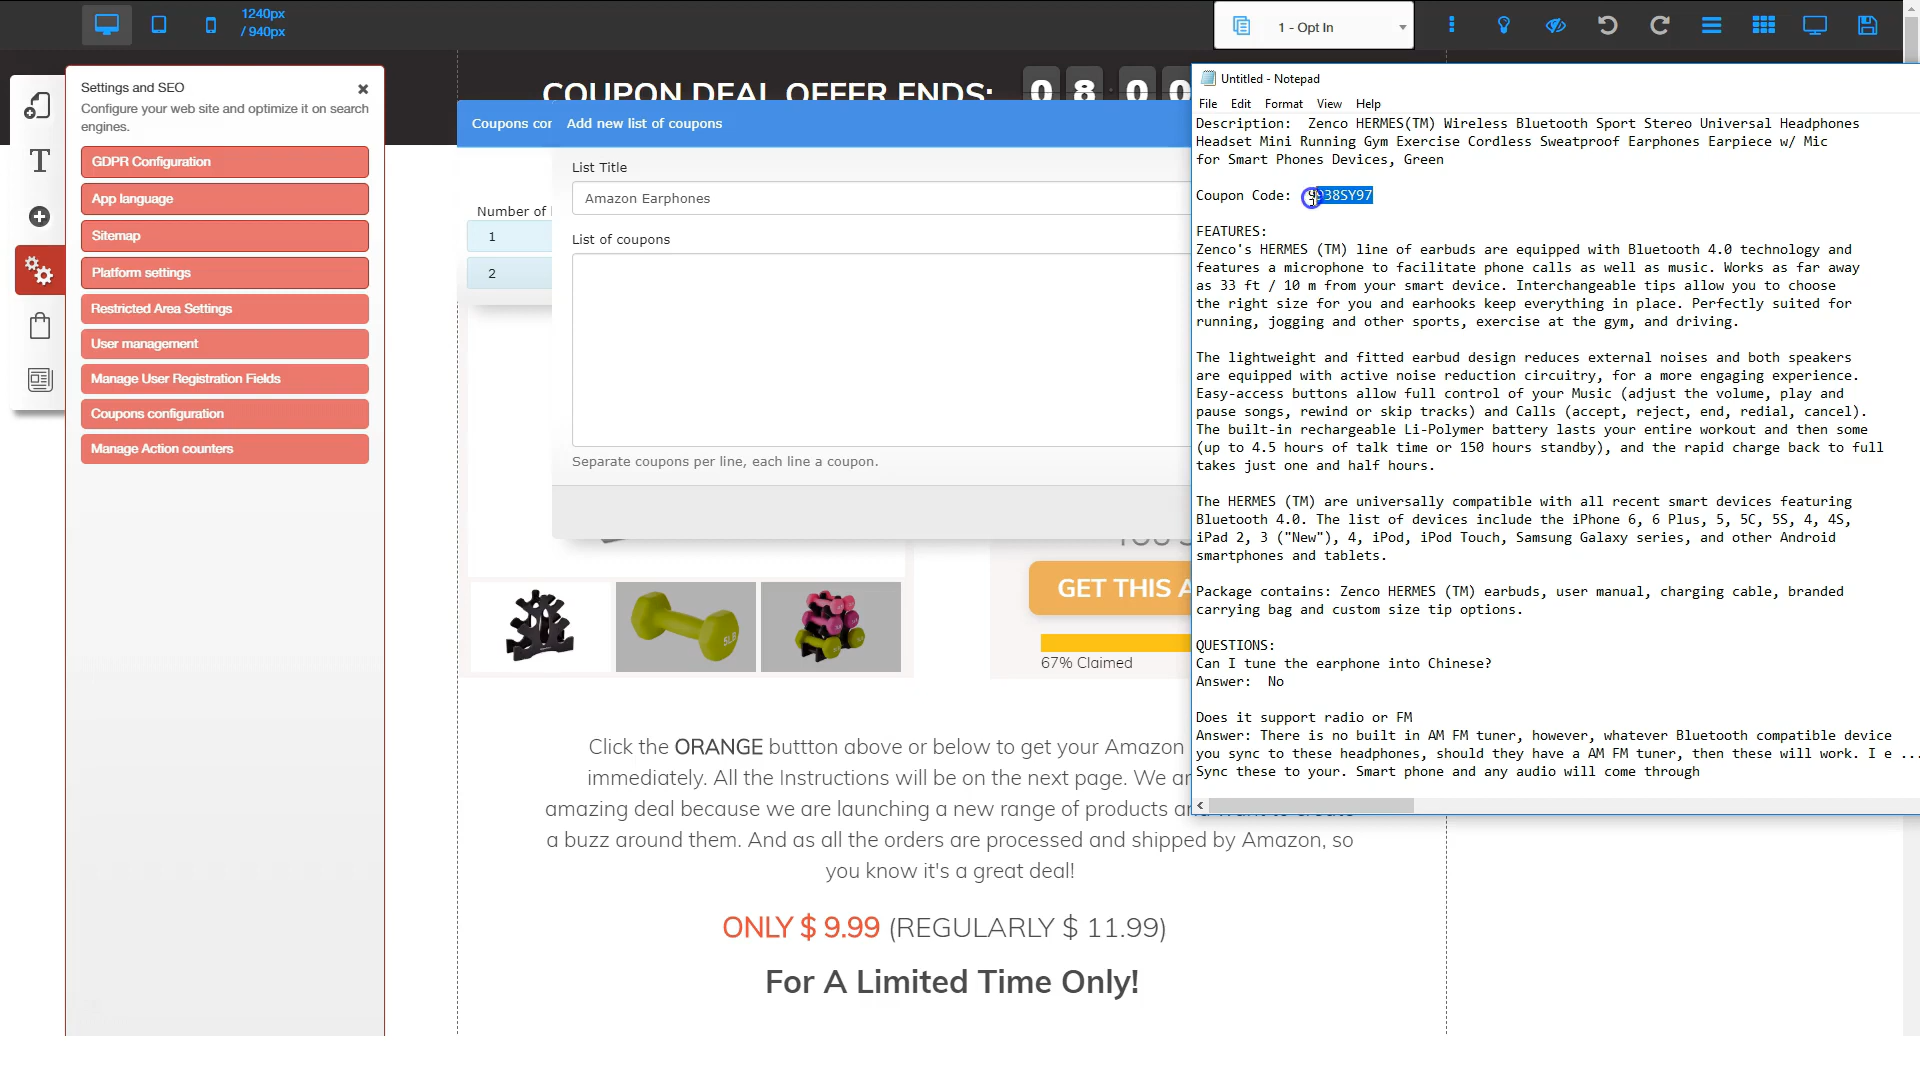 1240px
/ 940px
1 - Opt In
Settings and SEO
Configure your web site and optimize it on search
engines.
GDPR Configuration
App language
Sitemap
Platform settings
Restricted Area Settings
User management
Manage User Registration Fields
Coupons configuration
Manage Action counters
COUPON DEAL OFFER ENDS:
0 8 0 0
Coupons cor
Add new list of coupons
List Title
Amazon Earphones
Number of
1
2
List of coupons
Separate coupons per line, each line a coupon.
GET THIS A
67% Claimed
5LB
Click the ORANGE buttton above or below to get your Amazon
immediately. All the Instructions will be on the next page. We ar
amazing deal because we are launching a new range of products
a buzz around them. And as all the orders are processed and shipped by Amazon, so
you know it's a great deal!
ONLY $ 9.99 (REGULARLY $ 11.99)
For A Limited Time Only!
Untitled - Notepad
File Edit Format View Help
Description:  Zenco HERMES(TM) Wireless Bluetooth Sport Stereo Universal Headphones
Headset Mini Running Gym Exercise Cordless Sweatproof Earphones Earpiece w/ Mic
for Smart Phones Devices, Green
Coupon Code:
FEATURES:
Zenco's HERMES (TM) line of earbuds are equipped with Bluetooth 4.0 technology and
features a microphone to facilitate phone calls as well as music. Works as far away
as 33 ft / 10 m from your smart device. Interchangeable tips allow you to choose
the right size for you and earhooks keep everything in place. Perfectly suited for
running, jogging and other sports, exercise at the gym, and driving.
The lightweight and fitted earbud design reduces external noises and both speakers
are equipped with active noise reduction circuitry, for a more engaging experience.
Easy-access buttons allow full control of your Music (adjust the volume, play and
pause songs, rewind or skip tracks) and Calls (accept, reject, end, redial, cancel).
The built-in rechargeable Li-Polymer battery lasts your entire workout and then some
(up to 4.5 hours of talk time or 150 hours standby), and the rapid charge back to full
takes just one and half hours.
The HERMES (TM) are universally compatible with all recent smart devices featuring
Bluetooth 4.0. The list of devices include the iPhone 6, 6 Plus, 5, 5C, 5S, 4, 4S,
iPad 2, 3 ("New"), 4, iPod, iPod Touch, Samsung Galaxy series, and other Android
smartphones and tablets.
Package contains: Zenco HERMES (TM) earbuds, user manual, charging cable, branded
carrying bag and custom size tip options.
QUESTIONS:
Can I tune the earphone into Chinese?
Answer:  No
Does it support radio or FM
Answer: There is no built in AM FM tuner, however, whatever Bluetooth compatible device
you sync to these headphones, should they have a AM FM tuner, then these will work. I e ...
Sync these to your. Smart phone and any audio will come through